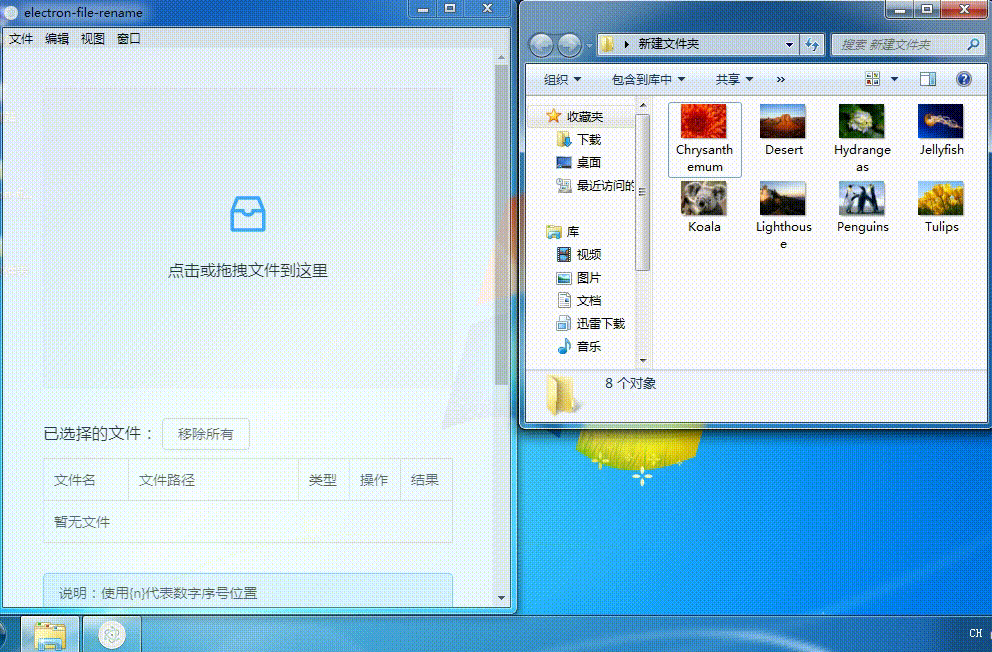 electron-file-rename
文件 编辑 视图 窗口
点击或拖拽文件到这里
已选择的文件： 移除所有
文件名 文件路径 类型 操作 结果
暂无文件
说明：使用{n}代表数字序号位置
新建文件夹
搜索 新建文件夹
组织 包含到库中 共享 »
收藏夹
下载
桌面
最近访问的
库
视频
图片
文档
迅雷下载
音乐
Chrysanth
emum
Desert
Hydrange
as
Jellyfish
Koala
Lighthous
e
Penguins
Tulips
8 个对象
CH